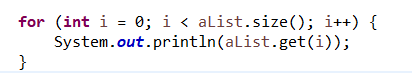 for (int i = 0; i < aList.size(); i++) {
    System.out.println(aList.get(i));
}